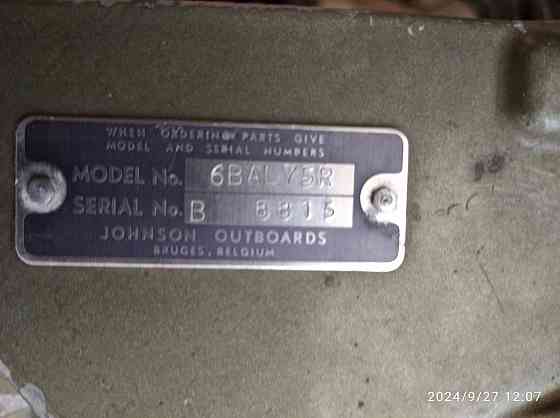 WHEN ORDERING PARTS GIVE
MODEL AND SERIAL NUMBERS
MODEL No. 6BALY5R
SERIAL No. B 8815
JOHNSON OUTBOARDS
BRUGES, BELGIUM
2024/9/27 12:07